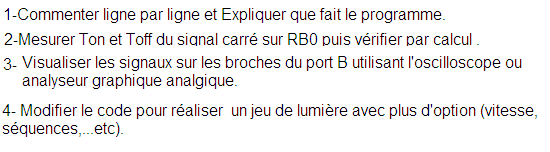 1-Commenter ligne par ligne et Expliquer que fait le programme.
2-Mesurer Ton et Toff du signal carré sur RB0 puis vérifier par calcul .
3- Visualiser les signaux sur les broches du port B utilisant l'oscilloscope ou
analyseur graphique analgique.
4- Modifier le code pour réaliser un jeu de lumière avec plus d'option (vitesse,
séquences,...etc).